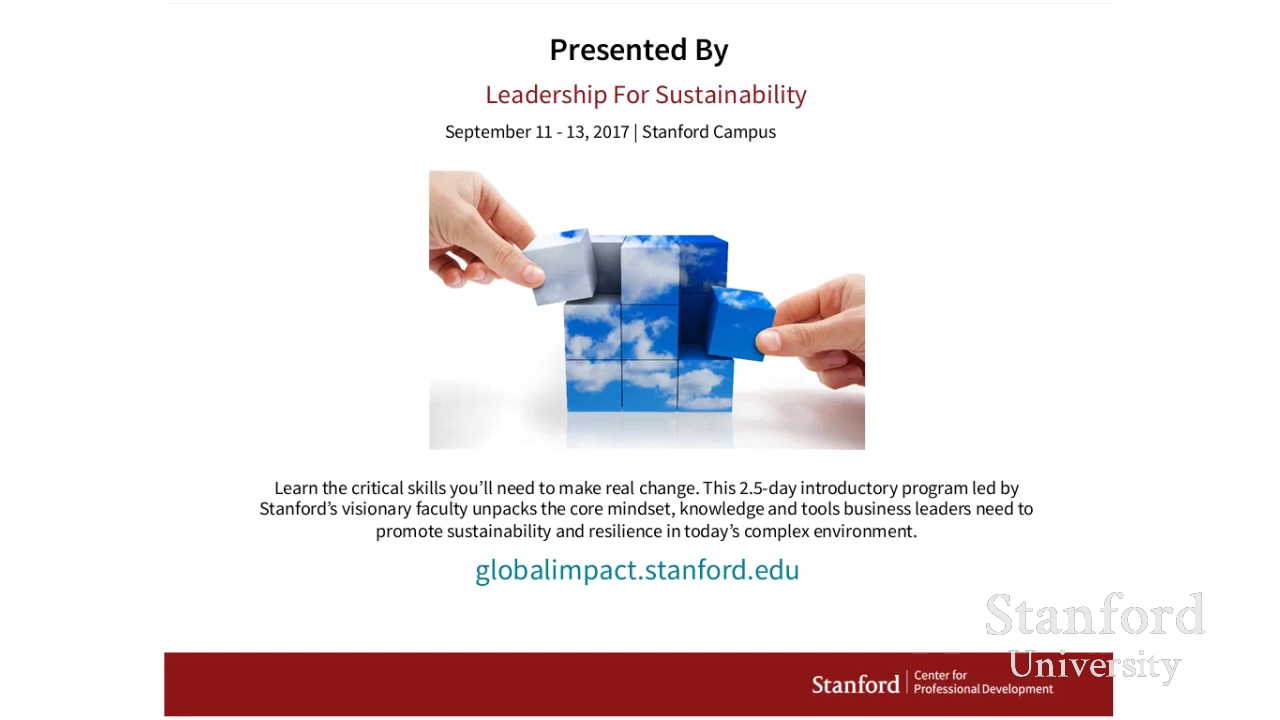 Presented By
Leadership For Sustainability
September 11 - 13, 2017 | Stanford Campus
Learn the critical skills you’ll need to make real change. This 2.5-day introductory program led by
Stanford’s visionary faculty unpacks the core mindset, knowledge and tools business leaders need to
promote sustainability and resilience in today’s complex environment.
globalimpact.stanford.edu
Stanford
University
Stanford | Center for
Professional Development